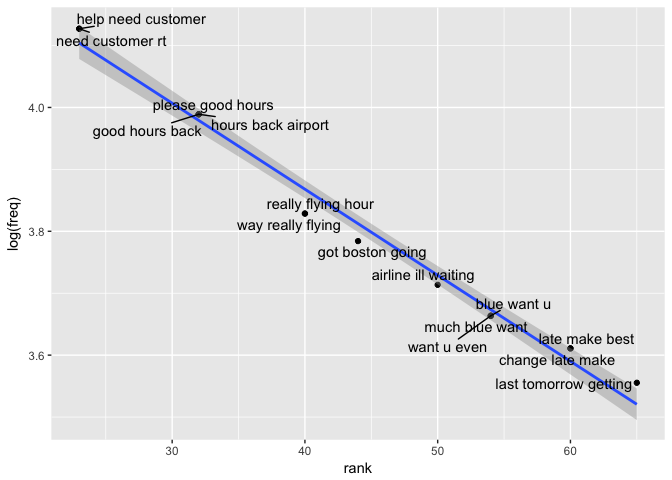 help need customer
need customer rt
please good hours
good hours back
hours back airport
really flying hour
way really flying
got boston going
airline ill waiting
blue want u
much blue want
want u even
late make best
change late make
last tomorrow getting
4.0
3.8
3.6
log(freq)
30
40
50
60
rank